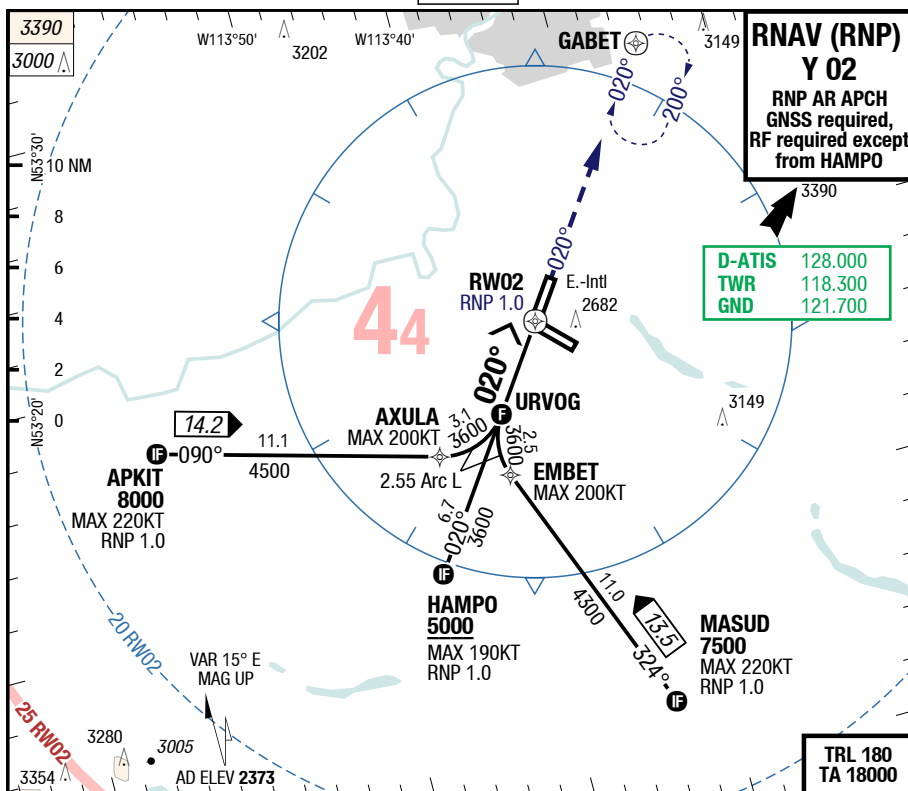 3390
3000
W113°50'
3202
W113°40'
GABET
3149
RNAV (RNP)
Y 02
RNP AR APCH
GNSS required,
RF required except
from HAMPO
020°
200°
N53°30'
10 NM
8
6
4
2
0
N53°20'
3390
D-ATIS 128.000
TWR 118.300
GND 121.700
020°
RW02
RNP 1.0
E.-Intl
2682
44
020°
URVOG
F
3149
AXULA
MAX 200KT
3.1
3600
2.5
3600
14.2
IF
090°
11.1
4500
APKIT
8000
MAX 220KT
RNP 1.0
2.55 Arc L
EMBET
MAX 200KT
6.7
020°
3600
IF
HAMPO
5000
MAX 190KT
RNP 1.0
11.0
4300
13.5
324°
IF
MASUD
7500
MAX 220KT
RNP 1.0
20 RW02
25 RW02
VAR 15° E
MAG UP
3280
3005
3354
AD ELEV 2373
TRL 180
TA 18000